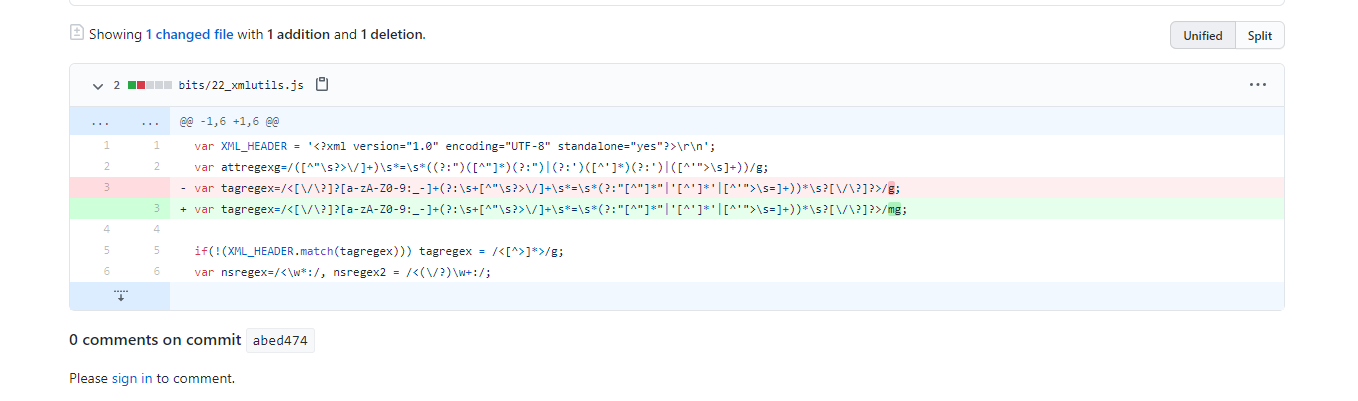 Showing 1 changed file with 1 addition and 1 deletion.
Unified Split
2 bits/22_xmlutils.js ...
... ... @@ -1,6 +1,6 @@
1 1 var XML_HEADER = '<?xml version="1.0" encoding="UTF-8" standalone="yes"?>\r\n';
2 2 var attregexg=/([^"\s?>\/]+)\s*=\s*((?:")([^"]*)(?:")|(?:')([^']*)(?:')|([^'">\s]+))/g;
3 - var tagregex=/<[\/\?]?[a-zA-Z0-9:_-]+(?:\s+[^"\s?>\/]+\s*=\s*(?:"[^"]*"|'[^']*'|[^'">\s=]+))*\s?[\/\?]?>/g;
3 + var tagregex=/<[\/\?]?[a-zA-Z0-9:_-]+(?:\s+[^"\s?>\/]+\s*=\s*(?:"[^"]*"|'[^']*'|[^'">\s=]+))*\s?[\/\?]?>/mg;
4 4
5 5 if(!(XML_HEADER.match(tagregex))) tagregex = /<[^>]*>/g;
6 6 var nsregex=/<\w*:/, nsregex2 = /<(\/?)\w+:/;
0 comments on commit abed474
Please sign in to comment.